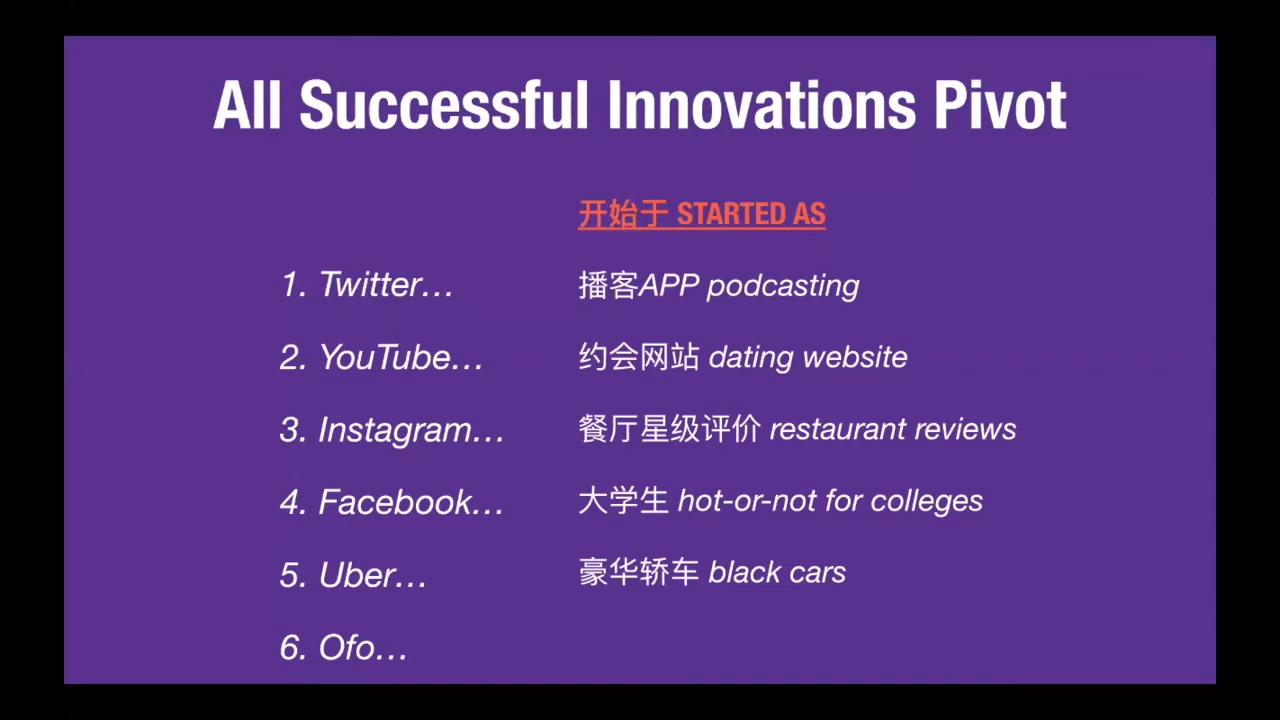 All Successful Innovations Pivot
开始于 STARTED AS
1. Twitter… 播客APP podcasting
2. YouTube… 约会网站 dating website
3. Instagram… 餐厅星级评价 restaurant reviews
4. Facebook… 大学生 hot-or-not for colleges
5. Uber… 豪华轿车 black cars
6. Ofo…